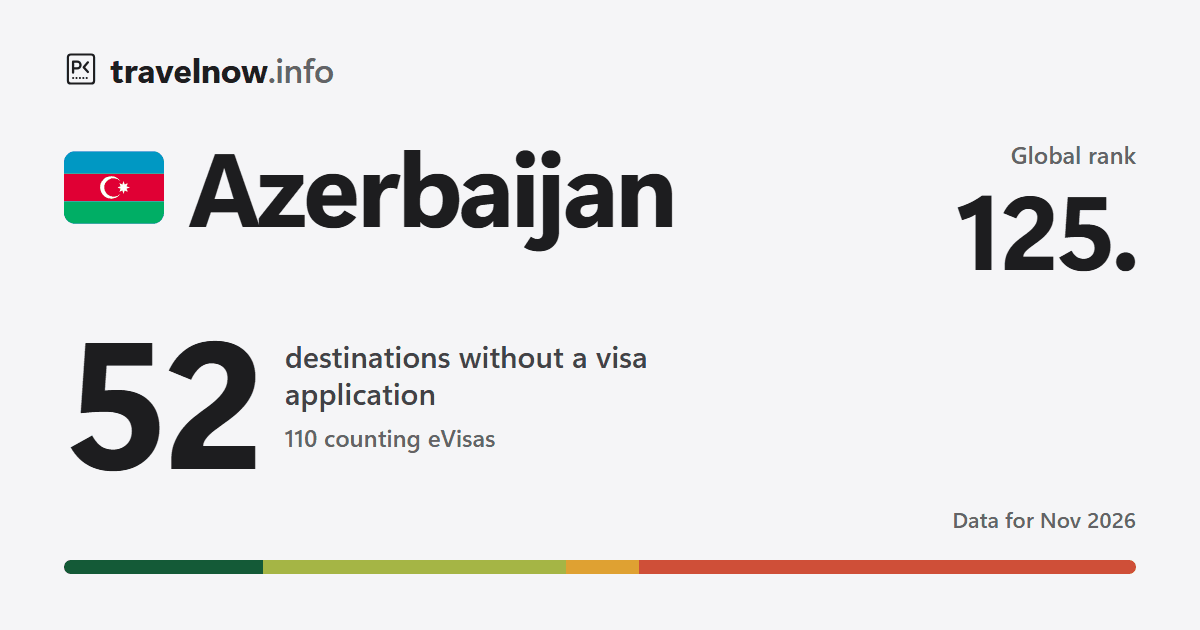 travelnow.info
Azerbaijan
Global rank
125.
52
destinations without a visa
application
110 counting eVisas
Data for Nov 2026